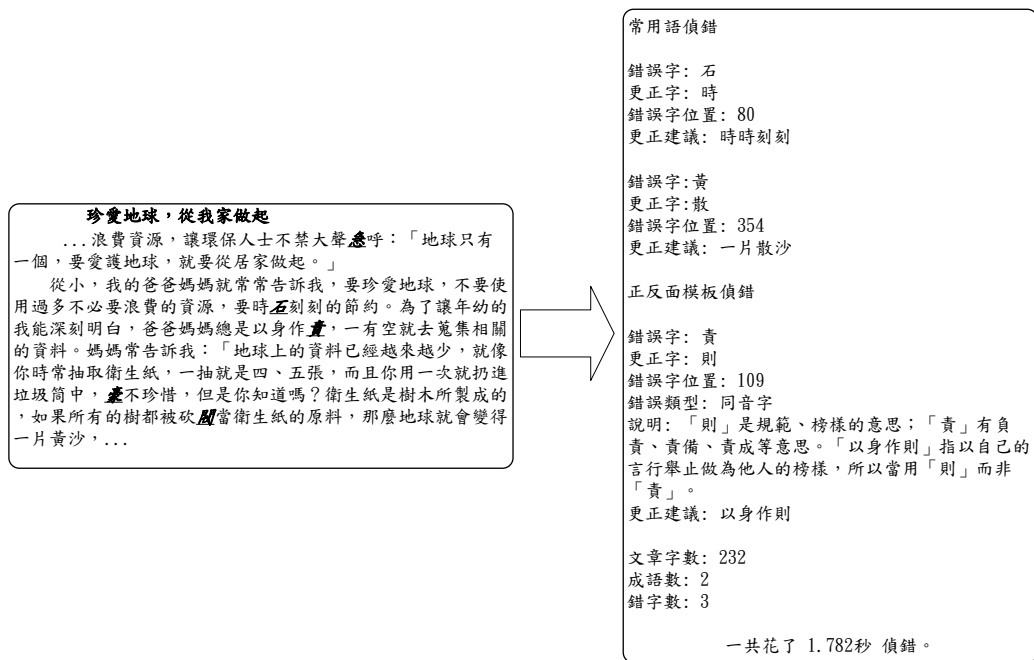 珍愛地球，從我家做起
...浪費資源，讓環保人士不禁大聲急呼：「地球只有
一個，要愛護地球，就要從居家做起。」
從小，我的爸爸媽媽就常常告訴我，要珍愛地球，不要使
用過多不必要浪費的資源，要時石刻刻的節約。為了讓年幼的
我能深刻明白，爸爸媽媽總是以身作責，一有空就去蒐集相關
的資料。媽媽常告訴我：「地球上的資料已經越來越少，就像
你時常抽取衛生紙，一抽就是四、五張，而且你用一次就扔進
垃圾筒中，豪不珍惜，但是你知道嗎？衛生紙是樹木所製成的
，如果所有的樹都被砍當衛生紙的原料，那麼地球就會變得
一片黃沙，...
常用語偵錯
錯誤字: 石
更正字: 時
錯誤字位置: 80
更正建議: 時時刻刻
錯誤字:黃
更正字:散
錯誤字位置: 354
更正建議: 一片散沙
正反面模板偵錯
錯誤字: 責
更正字: 則
錯誤字位置: 109
錯誤類型: 同音字
說明: 「則」是規範、榜樣的意思；「責」有負
責、責備、責成等意思。「以身作則」指以自己的
言行舉止做為他人的榜樣，所以當用「則」而非
「責」。
更正建議: 以身作則
文章字數: 232
成語數: 2
錯字數: 3
一共花了 1.782秒 偵錯。